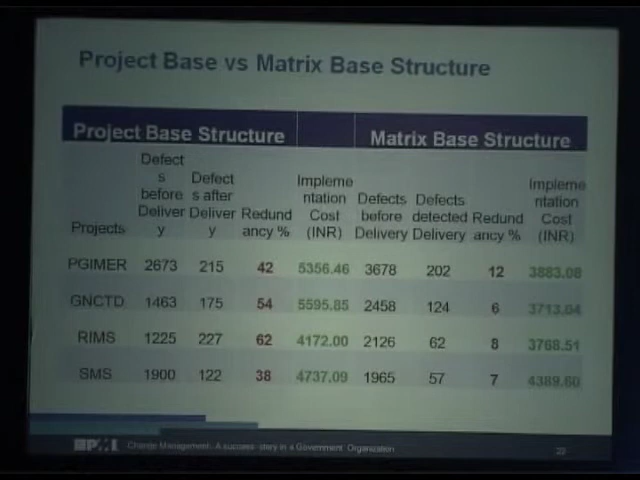 Project Base vs Matrix Base Structure
Project Base Structure Matrix Base Structure
Projects Defect s before Deliver y Defect s after Deliver y Redund ancy % Impleme ntation Cost (INR) Defects before Delivery Defects detected Delivery Redund ancy % Impleme ntation Cost (INR)
PGIMER 2673 215 42 5356.46 3678 202 12 3883.08
GNCTD 1463 175 54 5595.85 2458 124 6 3713.64
RIMS 1225 227 62 4172.00 2126 62 8 3768.51
SMS 1900 122 38 4737.09 1965 57 7 4389.60
PMI Change Management: A success story in a Government Organization 22